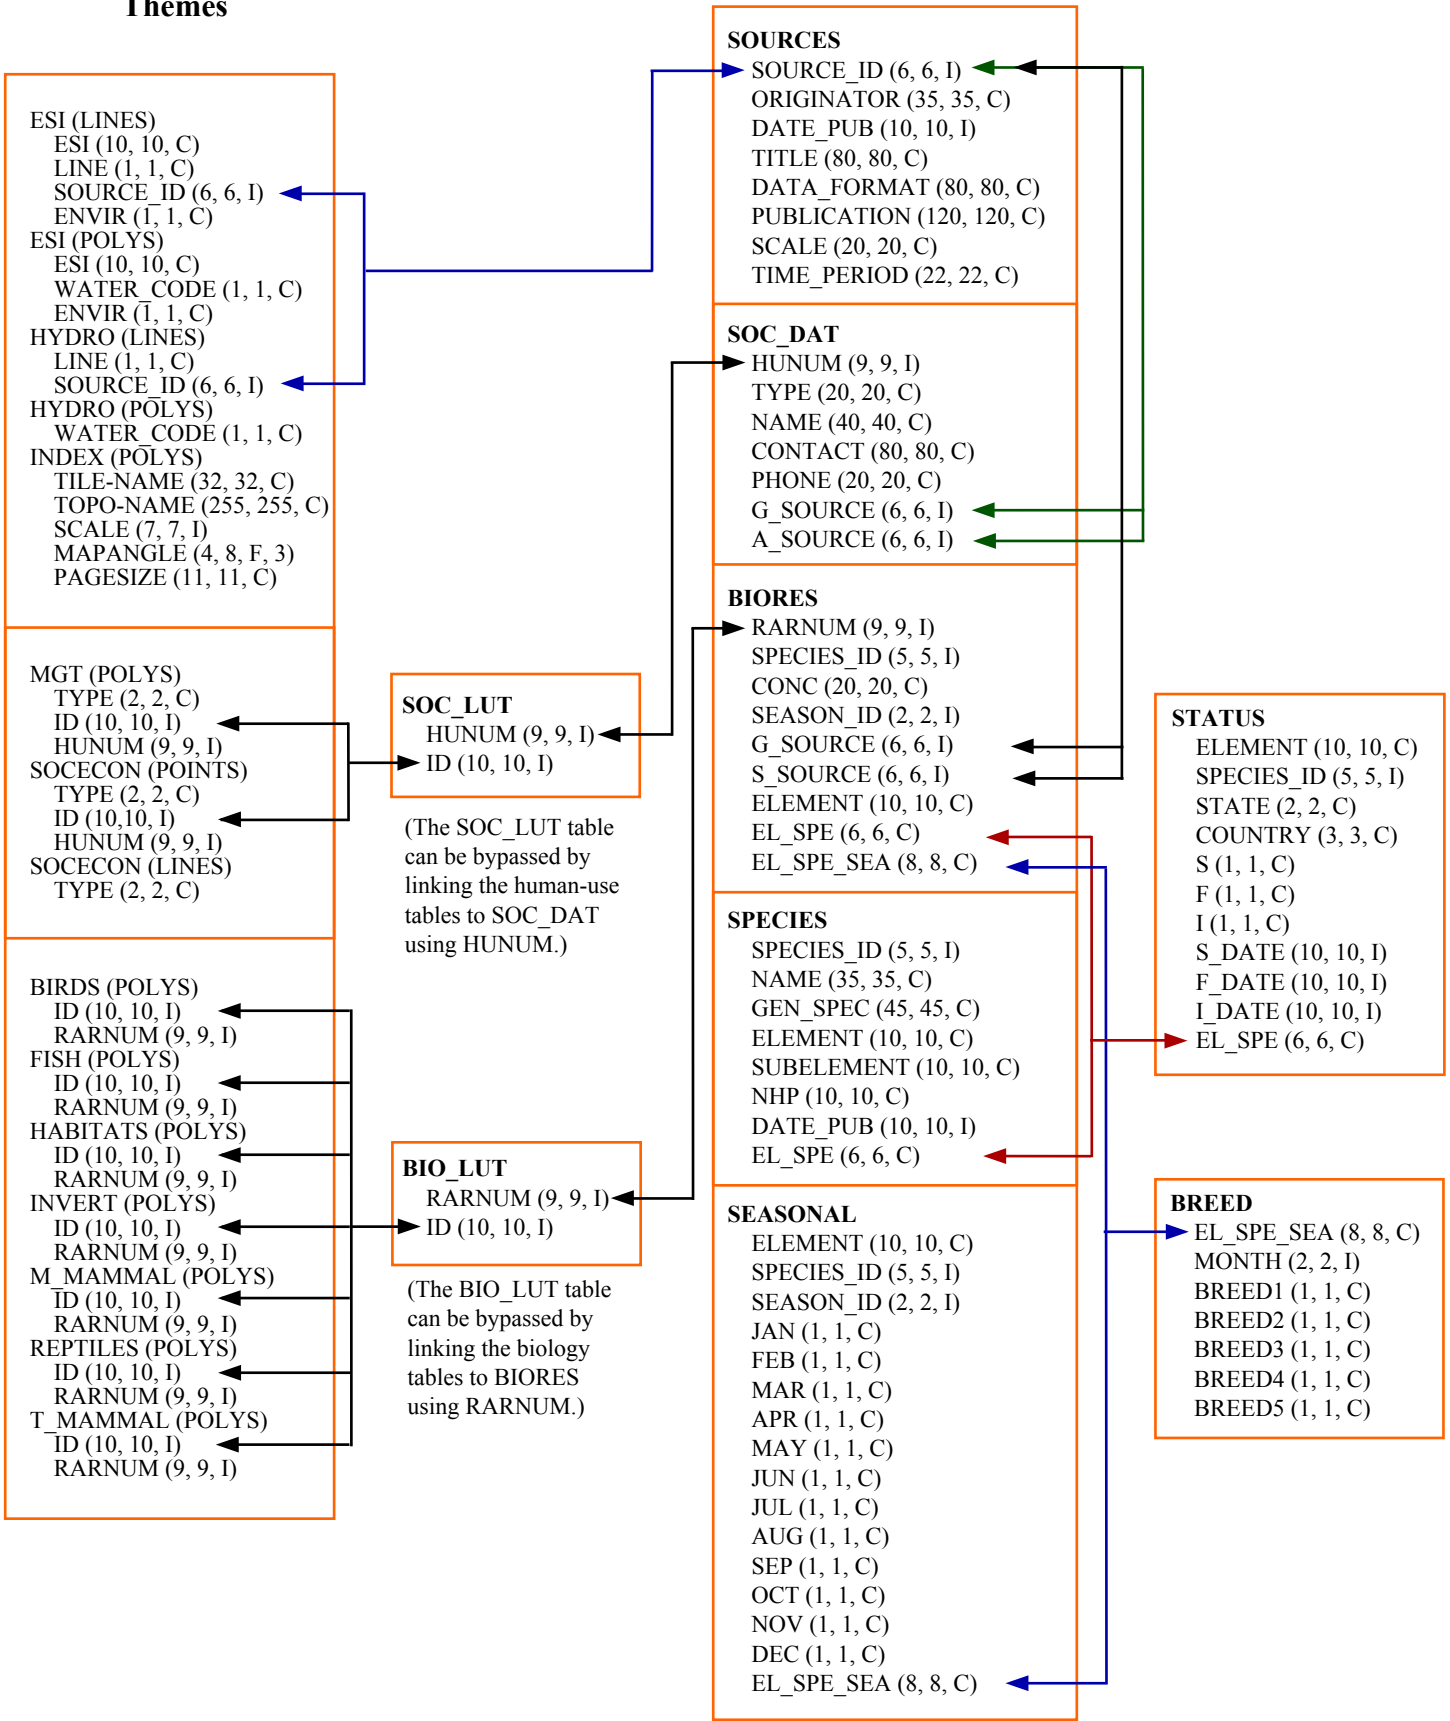 Themes
ESI (LINES)
ESI (10, 10, C)
LINE (1, 1, C)
SOURCE_ID (6, 6, I)
ENVIR (1, 1, C)
ESI (POLYS)
ESI (10, 10, C)
WATER_CODE (1, 1, C)
ENVIR (1, 1, C)
HYDRO (LINES)
LINE (1, 1, C)
SOURCE_ID (6, 6, I)
HYDRO (POLYS)
WATER_CODE (1, 1, C)
INDEX (POLYS)
TILE-NAME (32, 32, C)
TOPO-NAME (255, 255, C)
SCALE (7, 7, I)
MAPANGLE (4, 8, F, 3)
PAGESIZE (11, 11, C)
MGT (POLYS)
TYPE (2, 2, C)
ID (10, 10, I)
HUNUM (9, 9, I)
SOCECON (POINTS)
TYPE (2, 2, C)
ID (10,10, I)
HUNUM (9, 9, I)
SOCECON (LINES)
TYPE (2, 2, C)
BIRDS (POLYS)
ID (10, 10, I)
RARNUM (9, 9, I)
FISH (POLYS)
ID (10, 10, I)
RARNUM (9, 9, I)
HABITATS (POLYS)
ID (10, 10, I)
RARNUM (9, 9, I)
INVERT (POLYS)
ID (10, 10, I)
RARNUM (9, 9, I)
M_MAMMAL (POLYS)
ID (10, 10, I)
RARNUM (9, 9, I)
REPTILES (POLYS)
ID (10, 10, I)
RARNUM (9, 9, I)
T_MAMMAL (POLYS)
ID (10, 10, I)
RARNUM (9, 9, I)
SOC_LUT
HUNUM (9, 9, I)
ID (10, 10, I)
(The SOC_LUT table
can be bypassed by
linking the human-use
tables to SOC_DAT
using HUNUM.)
BIO_LUT
RARNUM (9, 9, I)
ID (10, 10, I)
(The BIO_LUT table
can be bypassed by
linking the biology
tables to BIORES
using RARNUM.)
SOURCES
SOURCE_ID (6, 6, I)
ORIGINATOR (35, 35, C)
DATE_PUB (10, 10, I)
TITLE (80, 80, C)
DATA_FORMAT (80, 80, C)
PUBLICATION (120, 120, C)
SCALE (20, 20, C)
TIME_PERIOD (22, 22, C)
SOC_DAT
HUNUM (9, 9, I)
TYPE (20, 20, C)
NAME (40, 40, C)
CONTACT (80, 80, C)
PHONE (20, 20, C)
G_SOURCE (6, 6, I)
A_SOURCE (6, 6, I)
BIORES
RARNUM (9, 9, I)
SPECIES_ID (5, 5, I)
CONC (20, 20, C)
SEASON_ID (2, 2, I)
G_SOURCE (6, 6, I)
S_SOURCE (6, 6, I)
ELEMENT (10, 10, C)
EL_SPE (6, 6, C)
EL_SPE_SEA (8, 8, C)
SPECIES
SPECIES_ID (5, 5, I)
NAME (35, 35, C)
GEN_SPEC (45, 45, C)
ELEMENT (10, 10, C)
SUBELEMENT (10, 10, C)
NHP (10, 10, C)
DATE_PUB (10, 10, I)
EL_SPE (6, 6, C)
SEASONAL
ELEMENT (10, 10, C)
SPECIES_ID (5, 5, I)
SEASON_ID (2, 2, I)
JAN (1, 1, C)
FEB (1, 1, C)
MAR (1, 1, C)
APR (1, 1, C)
MAY (1, 1, C)
JUN (1, 1, C)
JUL (1, 1, C)
AUG (1, 1, C)
SEP (1, 1, C)
OCT (1, 1, C)
NOV (1, 1, C)
DEC (1, 1, C)
EL_SPE_SEA (8, 8, C)
STATUS
ELEMENT (10, 10, C)
SPECIES_ID (5, 5, I)
STATE (2, 2, C)
COUNTRY (3, 3, C)
S (1, 1, C)
F (1, 1, C)
I (1, 1, C)
S_DATE (10, 10, I)
F_DATE (10, 10, I)
I_DATE (10, 10, I)
EL_SPE (6, 6, C)
BREED
EL_SPE_SEA (8, 8, C)
MONTH (2, 2, I)
BREED1 (1, 1, C)
BREED2 (1, 1, C)
BREED3 (1, 1, C)
BREED4 (1, 1, C)
BREED5 (1, 1, C)